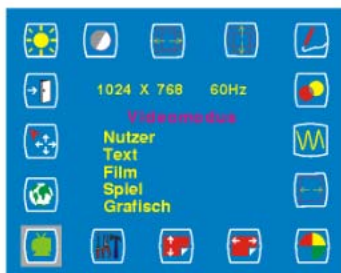 1024 X 768 60Hz
Videomodus
Nutzer
Text
Film
Spiel
Grafisch